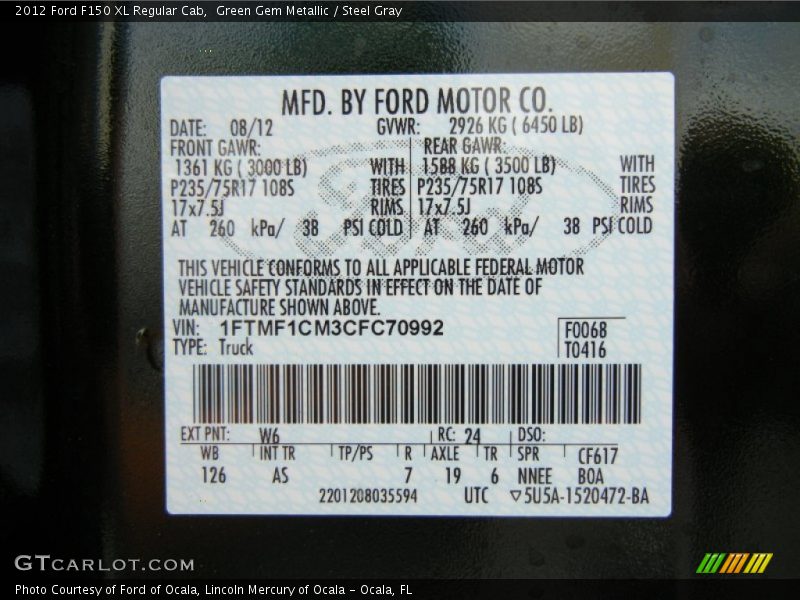 2012 Ford F150 XL Regular Cab,  Green Gem Metallic / Steel Gray
MFD. BY FORD MOTOR CO.
DATE: 08/12 GVWR: 2926 KG ( 6450 LB)
FRONT GAWR: REAR GAWR:
1361 KG ( 3000 LB) WITH 1588 KG ( 3500 LB) WITH
P235/75R17 108S TIRES P235/75R17 108S TIRES
17x7.5J RIMS 17x7.5J RIMS
AT 260 kPa/ 38 PSI COLD AT 260 kPa/ 38 PSI COLD
THIS VEHICLE CONFORMS TO ALL APPLICABLE FEDERAL MOTOR
VEHICLE SAFETY STANDARDS IN EFFECT ON THE DATE OF
MANUFACTURE SHOWN ABOVE.
VIN: 1FTMF1CM3CFC70992 F0068
TYPE: Truck T0416
EXT PNT: W6 RC: 24 DSO:
WB INT TR TP/PS R AXLE TR SPR CF617
126 AS 7 19 6 NNEE BOA
2201208035594 UTC ▽5U5A-1520472-BA
Ford
GTCARLOT.COM
Photo Courtesy of Ford of Ocala, Lincoln Mercury of Ocala - Ocala, FL